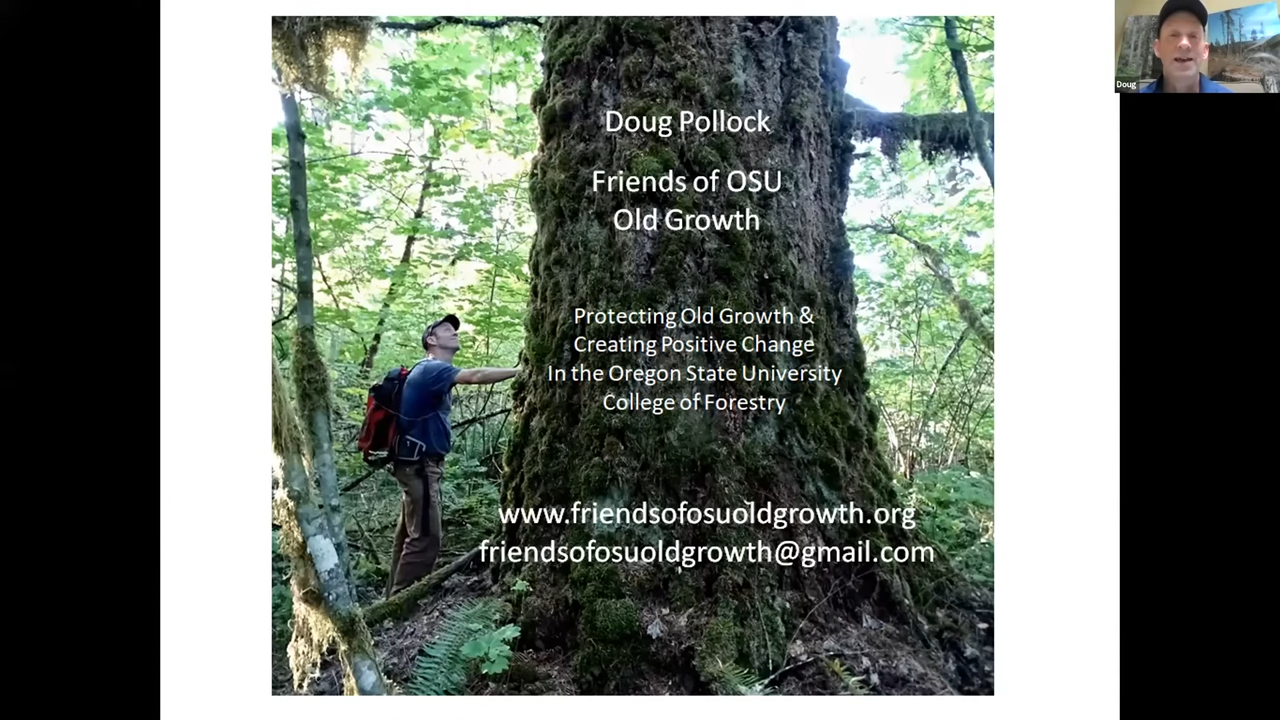 Doug Pollock
Friends of OSU
Old Growth
Protecting Old Growth &
Creating Positive Change
In the Oregon State University
College of Forestry
www.friendsofosuoldgrowth.org
friendsofosuoldgrowth@gmail.com
Doug